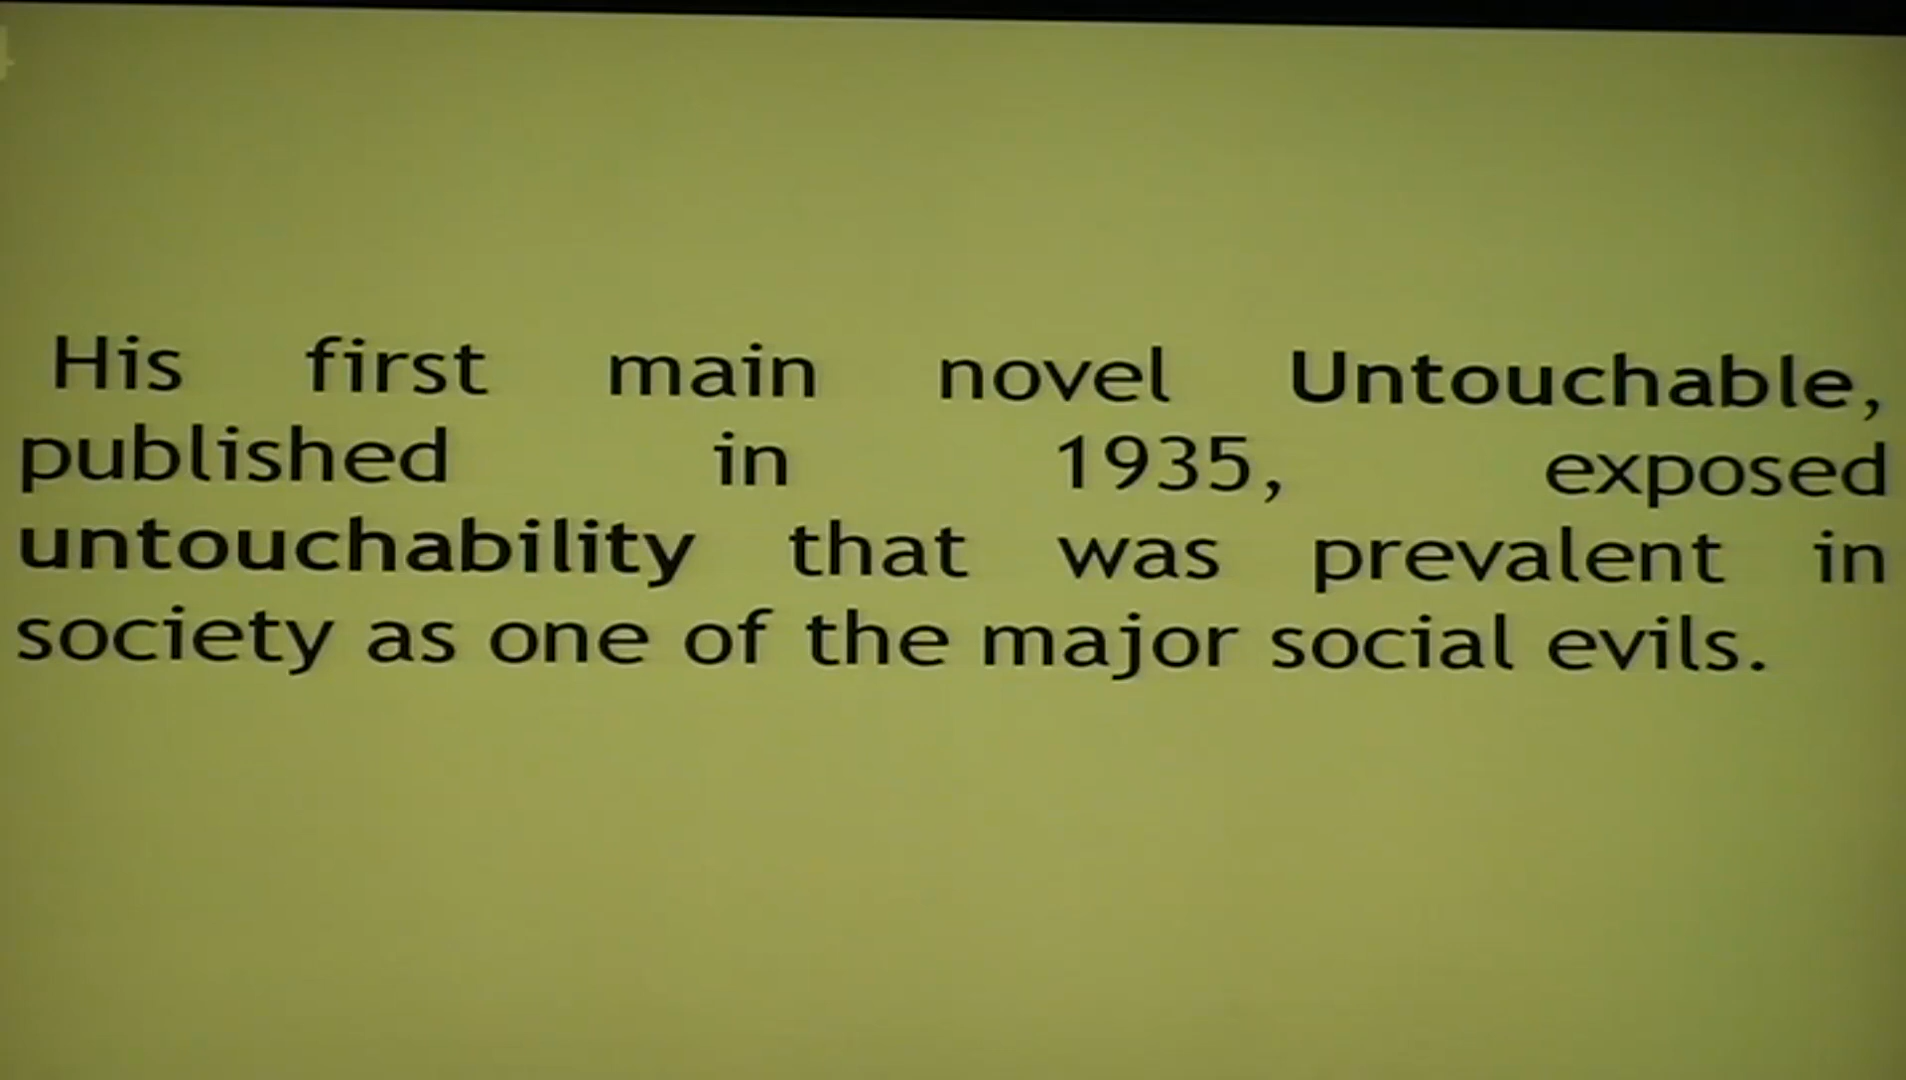 His first main novel Untouchable,
published in 1935, exposed
untouchability that was prevalent in
society as one of the major social evils.